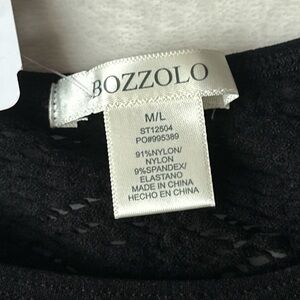 BOZZOLO
M/L
ST12504
PO#995389
91%NYLON/
NYLON
9%SPANDEX/
ELASTANO
MADE IN CHINA
HECHO EN CHINA